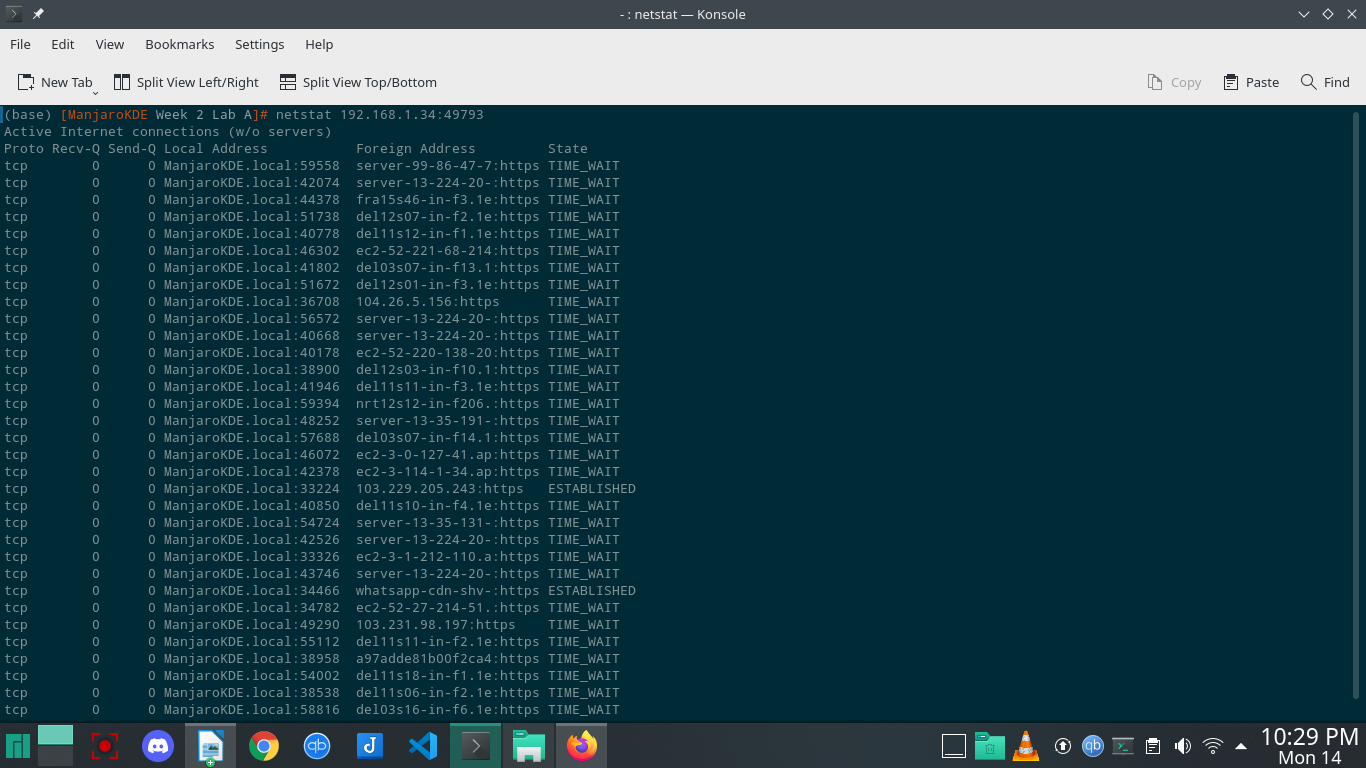 - : netstat — Konsole
File Edit View Bookmarks Settings Help
New Tab Split View Left/Right Split View Top/Bottom Copy Paste Find
(base) [ManjaroKDE Week 2 Lab A]# netstat 192.168.1.34:49793
Active Internet connections (w/o servers)
Proto Recv-Q Send-Q Local Address Foreign Address State
tcp 0 0 ManjaroKDE.local:59558 server-99-86-47-7:https TIME_WAIT
tcp 0 0 ManjaroKDE.local:42074 server-13-224-20-:https TIME_WAIT
tcp 0 0 ManjaroKDE.local:44378 fra15s46-in-f3.1e:https TIME_WAIT
tcp 0 0 ManjaroKDE.local:51738 del12s07-in-f2.1e:https TIME_WAIT
tcp 0 0 ManjaroKDE.local:40778 del11s12-in-f1.1e:https TIME_WAIT
tcp 0 0 ManjaroKDE.local:46302 ec2-52-221-68-214:https TIME_WAIT
tcp 0 0 ManjaroKDE.local:41802 del03s07-in-f13.1:https TIME_WAIT
tcp 0 0 ManjaroKDE.local:51672 del12s01-in-f3.1e:https TIME_WAIT
tcp 0 0 ManjaroKDE.local:36708 104.26.5.156:https TIME_WAIT
tcp 0 0 ManjaroKDE.local:56572 server-13-224-20-:https TIME_WAIT
tcp 0 0 ManjaroKDE.local:40668 server-13-224-20-:https TIME_WAIT
tcp 0 0 ManjaroKDE.local:40178 ec2-52-220-138-20:https TIME_WAIT
tcp 0 0 ManjaroKDE.local:38900 del12s03-in-f10.1:https TIME_WAIT
tcp 0 0 ManjaroKDE.local:41946 del11s11-in-f3.1e:https TIME_WAIT
tcp 0 0 ManjaroKDE.local:59394 nrt12s12-in-f206.:https TIME_WAIT
tcp 0 0 ManjaroKDE.local:48252 server-13-35-191-:https TIME_WAIT
tcp 0 0 ManjaroKDE.local:57688 del03s07-in-f14.1:https TIME_WAIT
tcp 0 0 ManjaroKDE.local:46072 ec2-3-0-127-41.ap:https TIME_WAIT
tcp 0 0 ManjaroKDE.local:42378 ec2-3-114-1-34.ap:https TIME_WAIT
tcp 0 0 ManjaroKDE.local:33224 103.229.205.243:https ESTABLISHED
tcp 0 0 ManjaroKDE.local:40850 del11s10-in-f4.1e:https TIME_WAIT
tcp 0 0 ManjaroKDE.local:54724 server-13-35-131-:https TIME_WAIT
tcp 0 0 ManjaroKDE.local:42526 server-13-224-20-:https TIME_WAIT
tcp 0 0 ManjaroKDE.local:33326 ec2-3-1-212-110.a:https TIME_WAIT
tcp 0 0 ManjaroKDE.local:43746 server-13-224-20-:https TIME_WAIT
tcp 0 0 ManjaroKDE.local:34466 whatsapp-cdn-shv-:https ESTABLISHED
tcp 0 0 ManjaroKDE.local:34782 ec2-52-27-214-51.:https TIME_WAIT
tcp 0 0 ManjaroKDE.local:49290 103.231.98.197:https TIME_WAIT
tcp 0 0 ManjaroKDE.local:55112 del11s11-in-f2.1e:https TIME_WAIT
tcp 0 0 ManjaroKDE.local:38958 a97adde81b00f2ca4:https TIME_WAIT
tcp 0 0 ManjaroKDE.local:54002 del11s18-in-f1.1e:https TIME_WAIT
tcp 0 0 ManjaroKDE.local:38538 del11s06-in-f2.1e:https TIME_WAIT
tcp 0 0 ManjaroKDE.local:58816 del03s16-in-f6.1e:https TIME_WAIT
10:29 PM
Mon 14